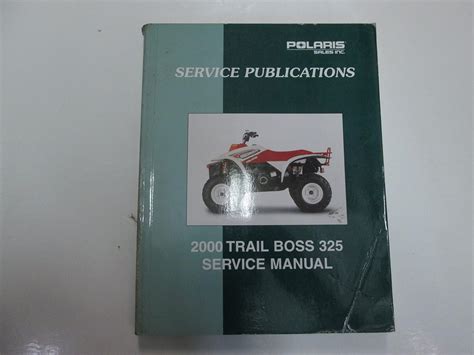 POLARIS
SALES INC.
SERVICE PUBLICATIONS
2000 TRAIL BOSS 325
SERVICE MANUAL